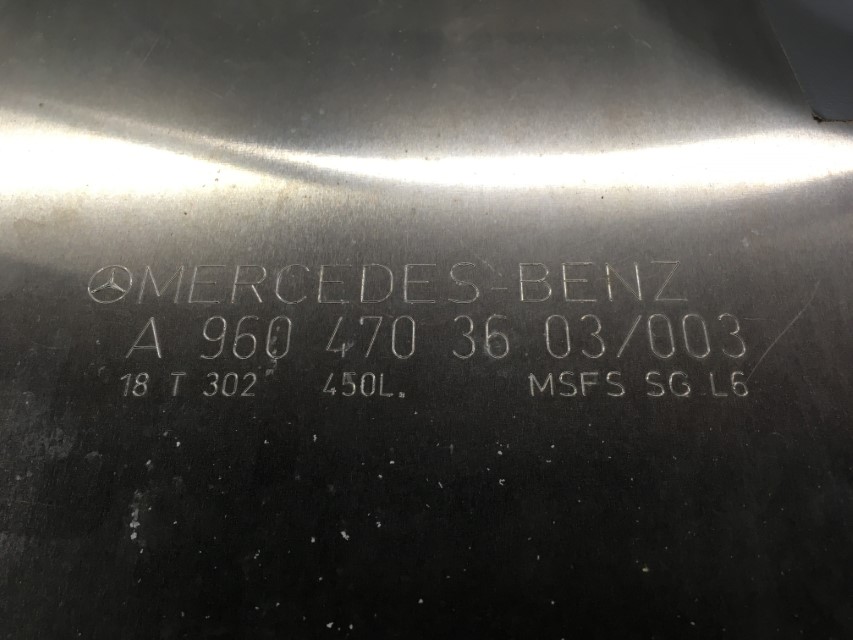 MERCEDES-BENZ
A 960 470 36 03/003
18 T 302 450L. MSFS SG L6